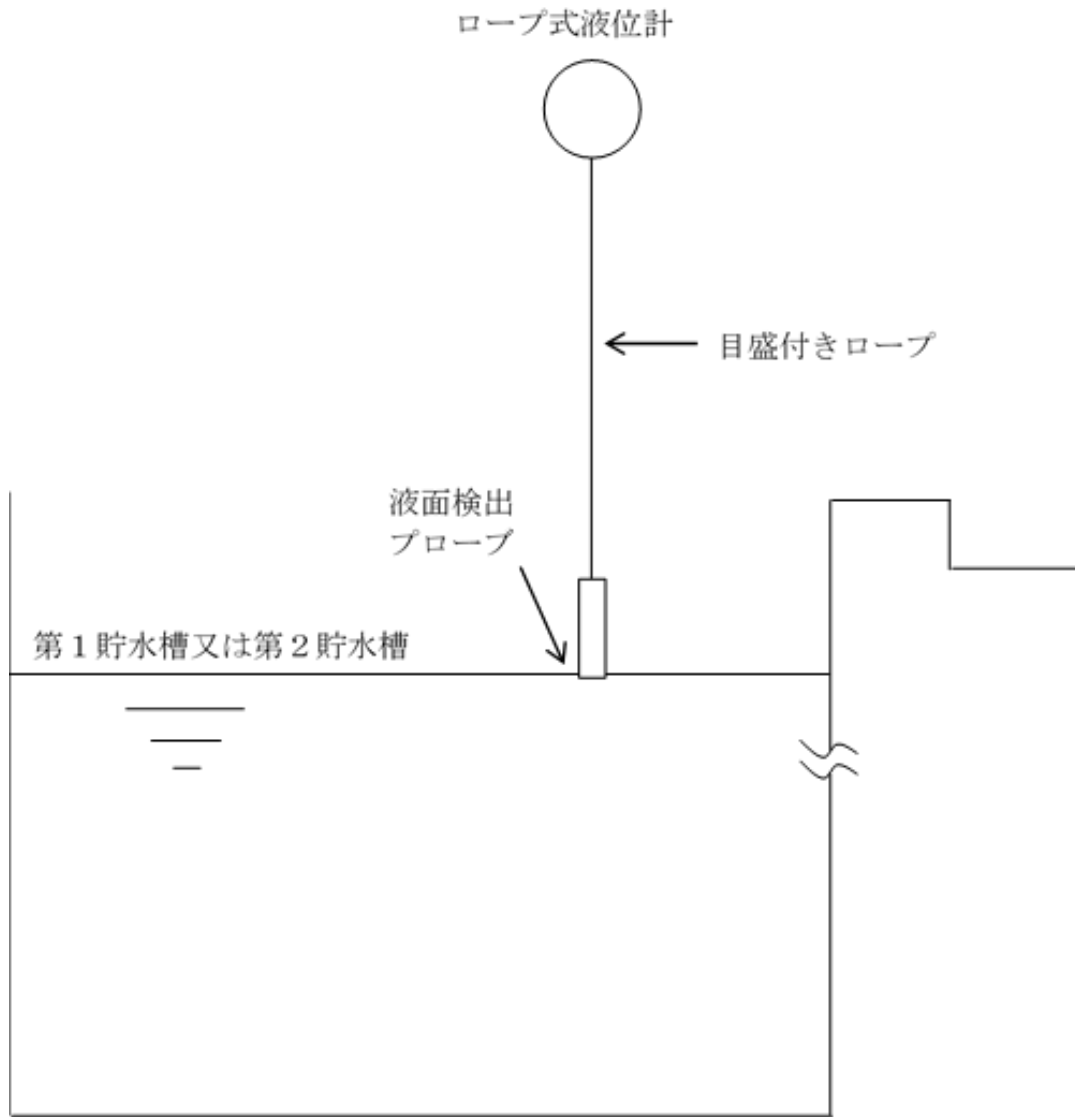 ロープ式液位計
目盛付きロープ
液面検出
プローブ
第１貯水槽又は第２貯水槽